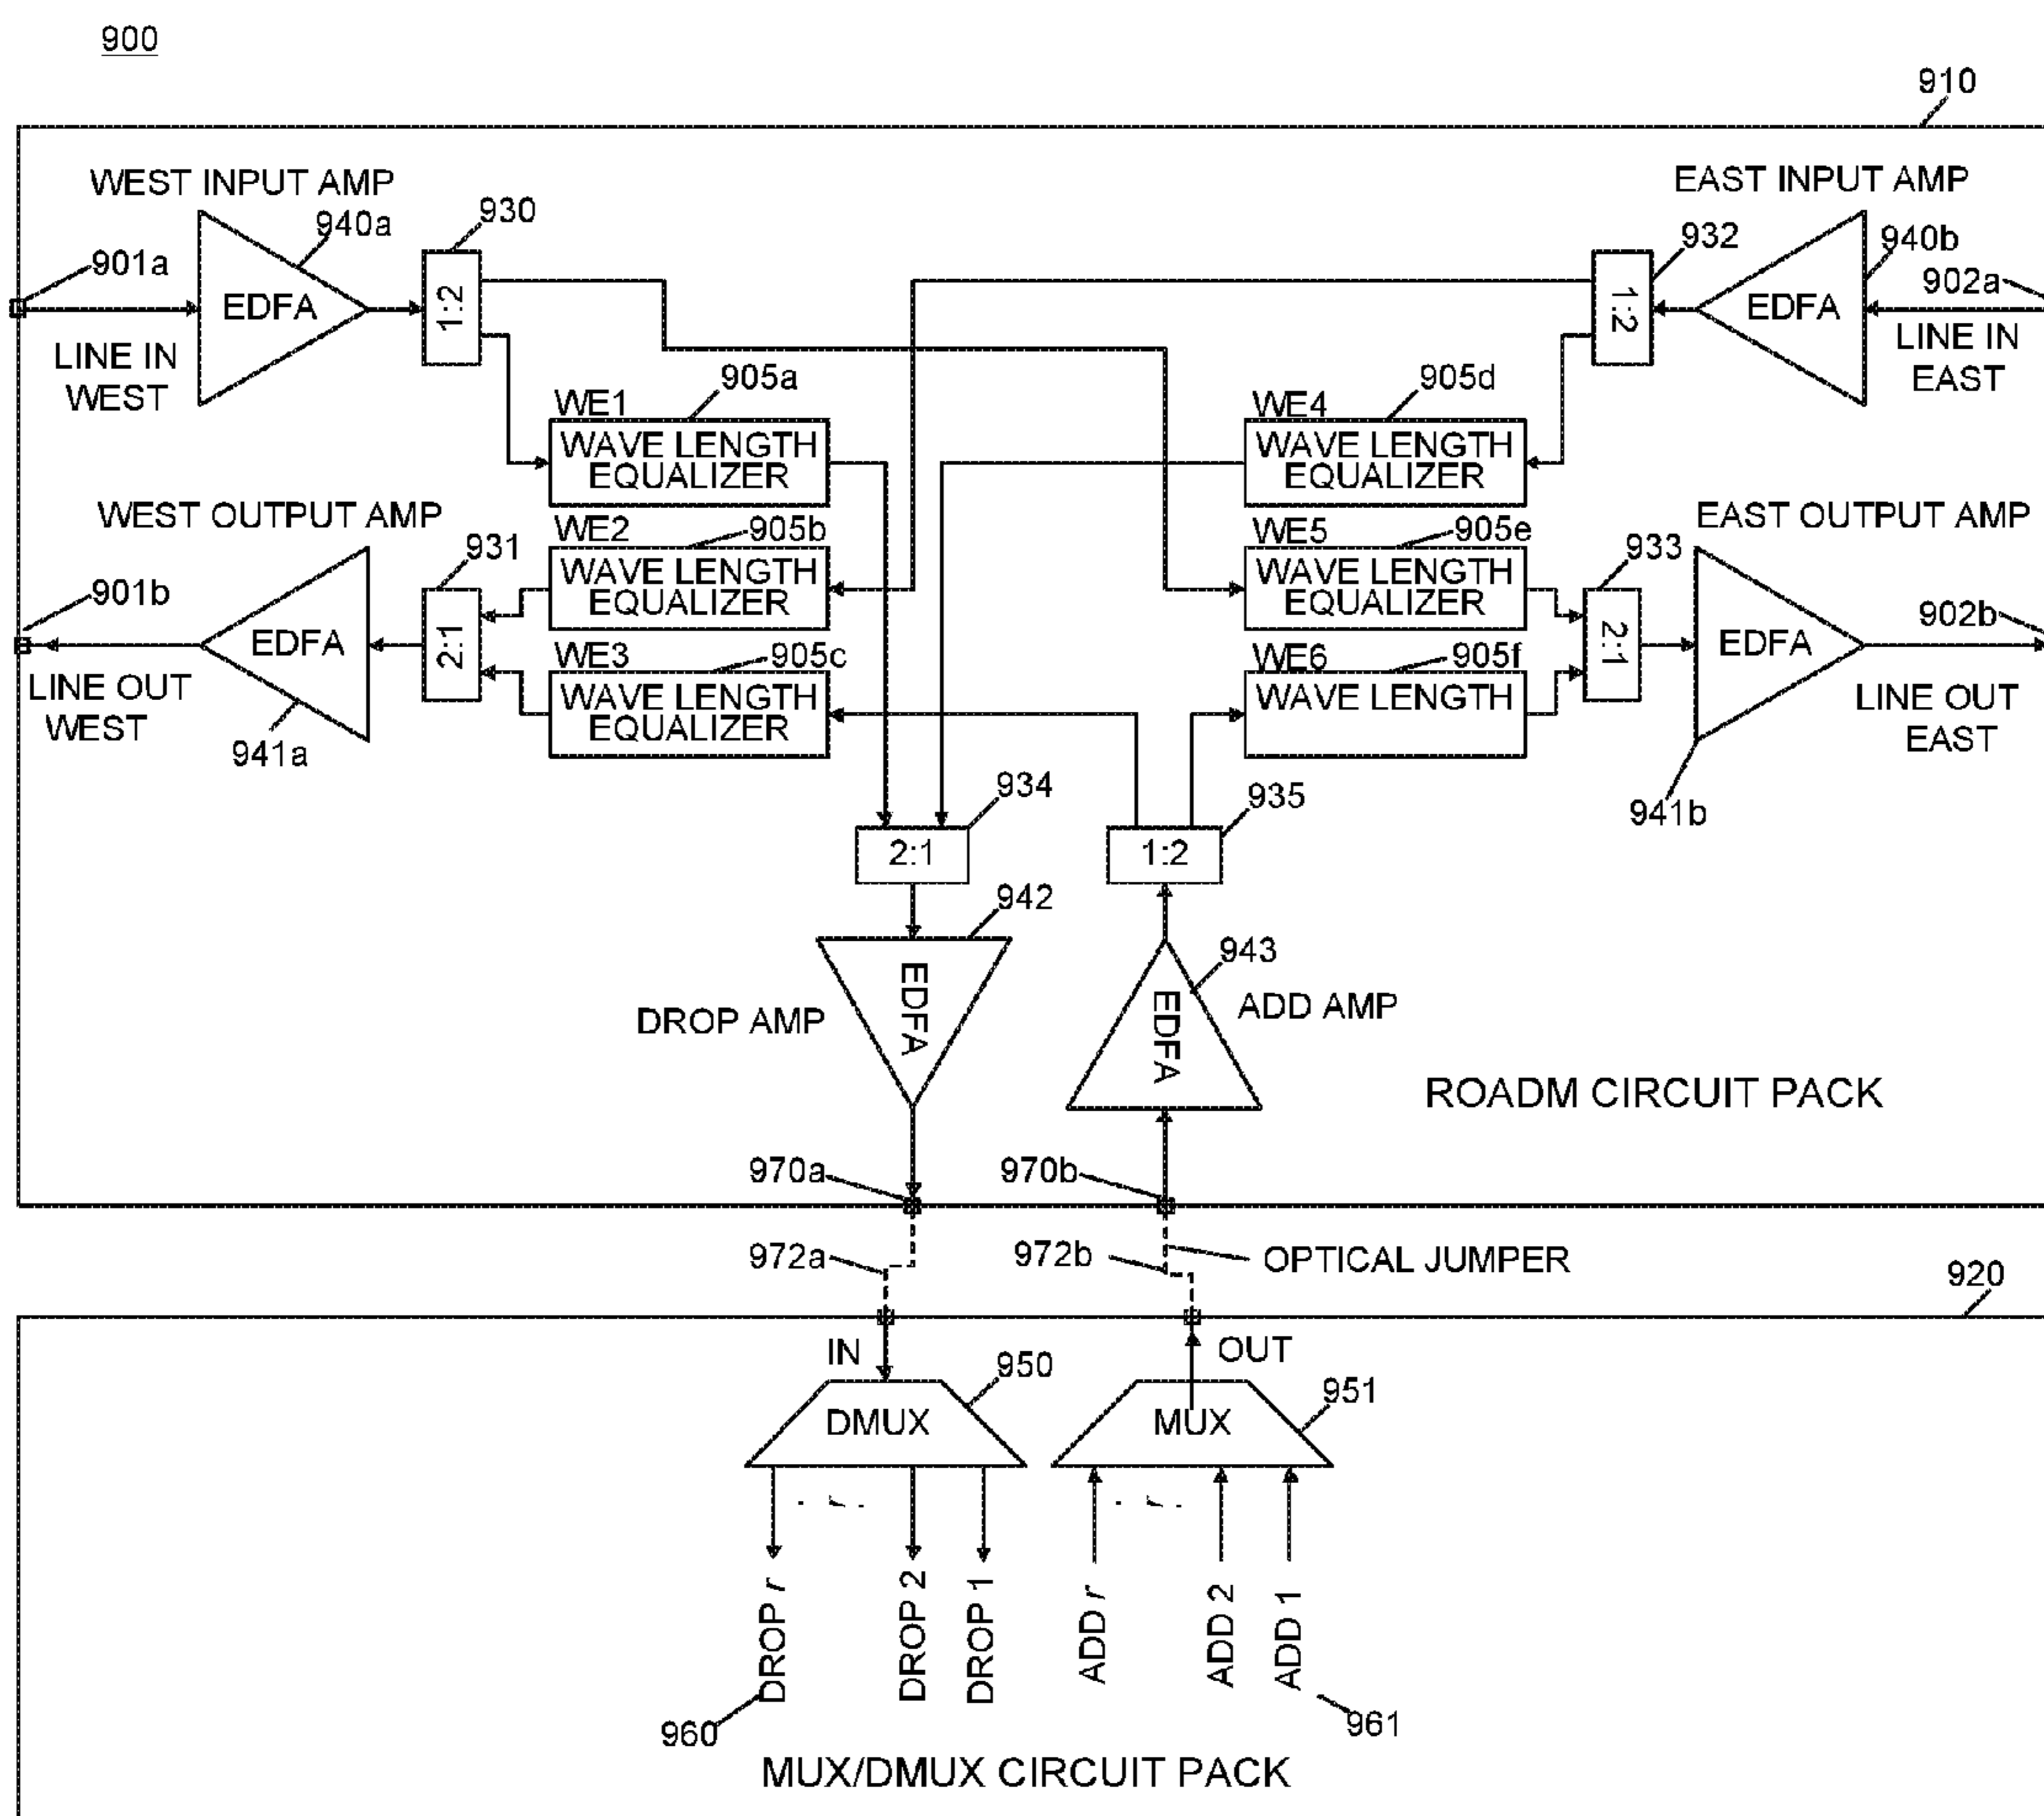 900
910
WEST INPUT AMP
EAST INPUT AMP
940a
930
932
940b
901a
902a
EDFA
1:2
1:2
EDFA
LINE IN
WEST
LINE IN
EAST
905a
905d
WE1
WAVE LENGTH
EQUALIZER
WE4
WAVE LENGTH
EQUALIZER
WEST OUTPUT AMP
EAST OUTPUT AMP
931
WE2
905b
WE5
905e
933
WAVE LENGTH
EQUALIZER
WAVE LENGTH
EQUALIZER
901b
902b
EDFA
2:1
2:1
EDFA
WE3
905c
WE6
905f
WAVE LENGTH
EQUALIZER
WAVE LENGTH
LINE OUT
WEST
LINE OUT
EAST
941a
941b
934
935
2:1
1:2
942
943
EDFA
EDFA
DROP AMP
ADD AMP
ROADM CIRCUIT PACK
970a
970b
972a
972b
OPTICAL JUMPER
920
IN
OUT
950
951
DMUX
MUX
r
r
DROP r
DROP 2
DROP 1
ADD r
ADD 2
ADD 1
960
961
MUX/DMUX CIRCUIT PACK